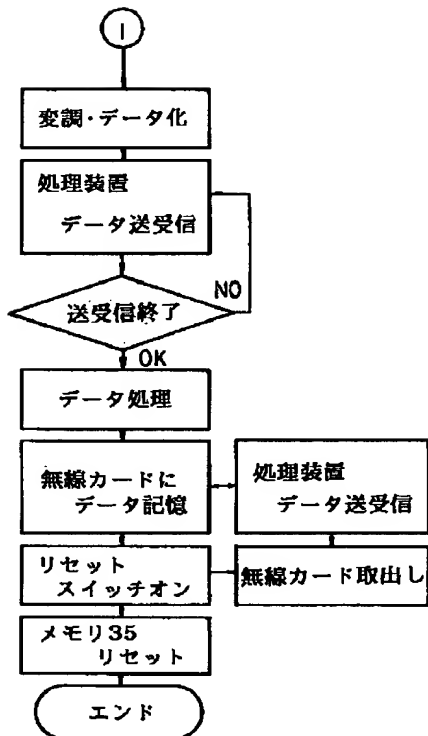 1
変調・データ化
処理装置
データ送受信
NO
送受信終了
OK
データ処理
無線カードに
データ記憶
処理装置
データ送受信
リセット
スイッチオン
無線カード取出し
メモリ35
リセット
エンド